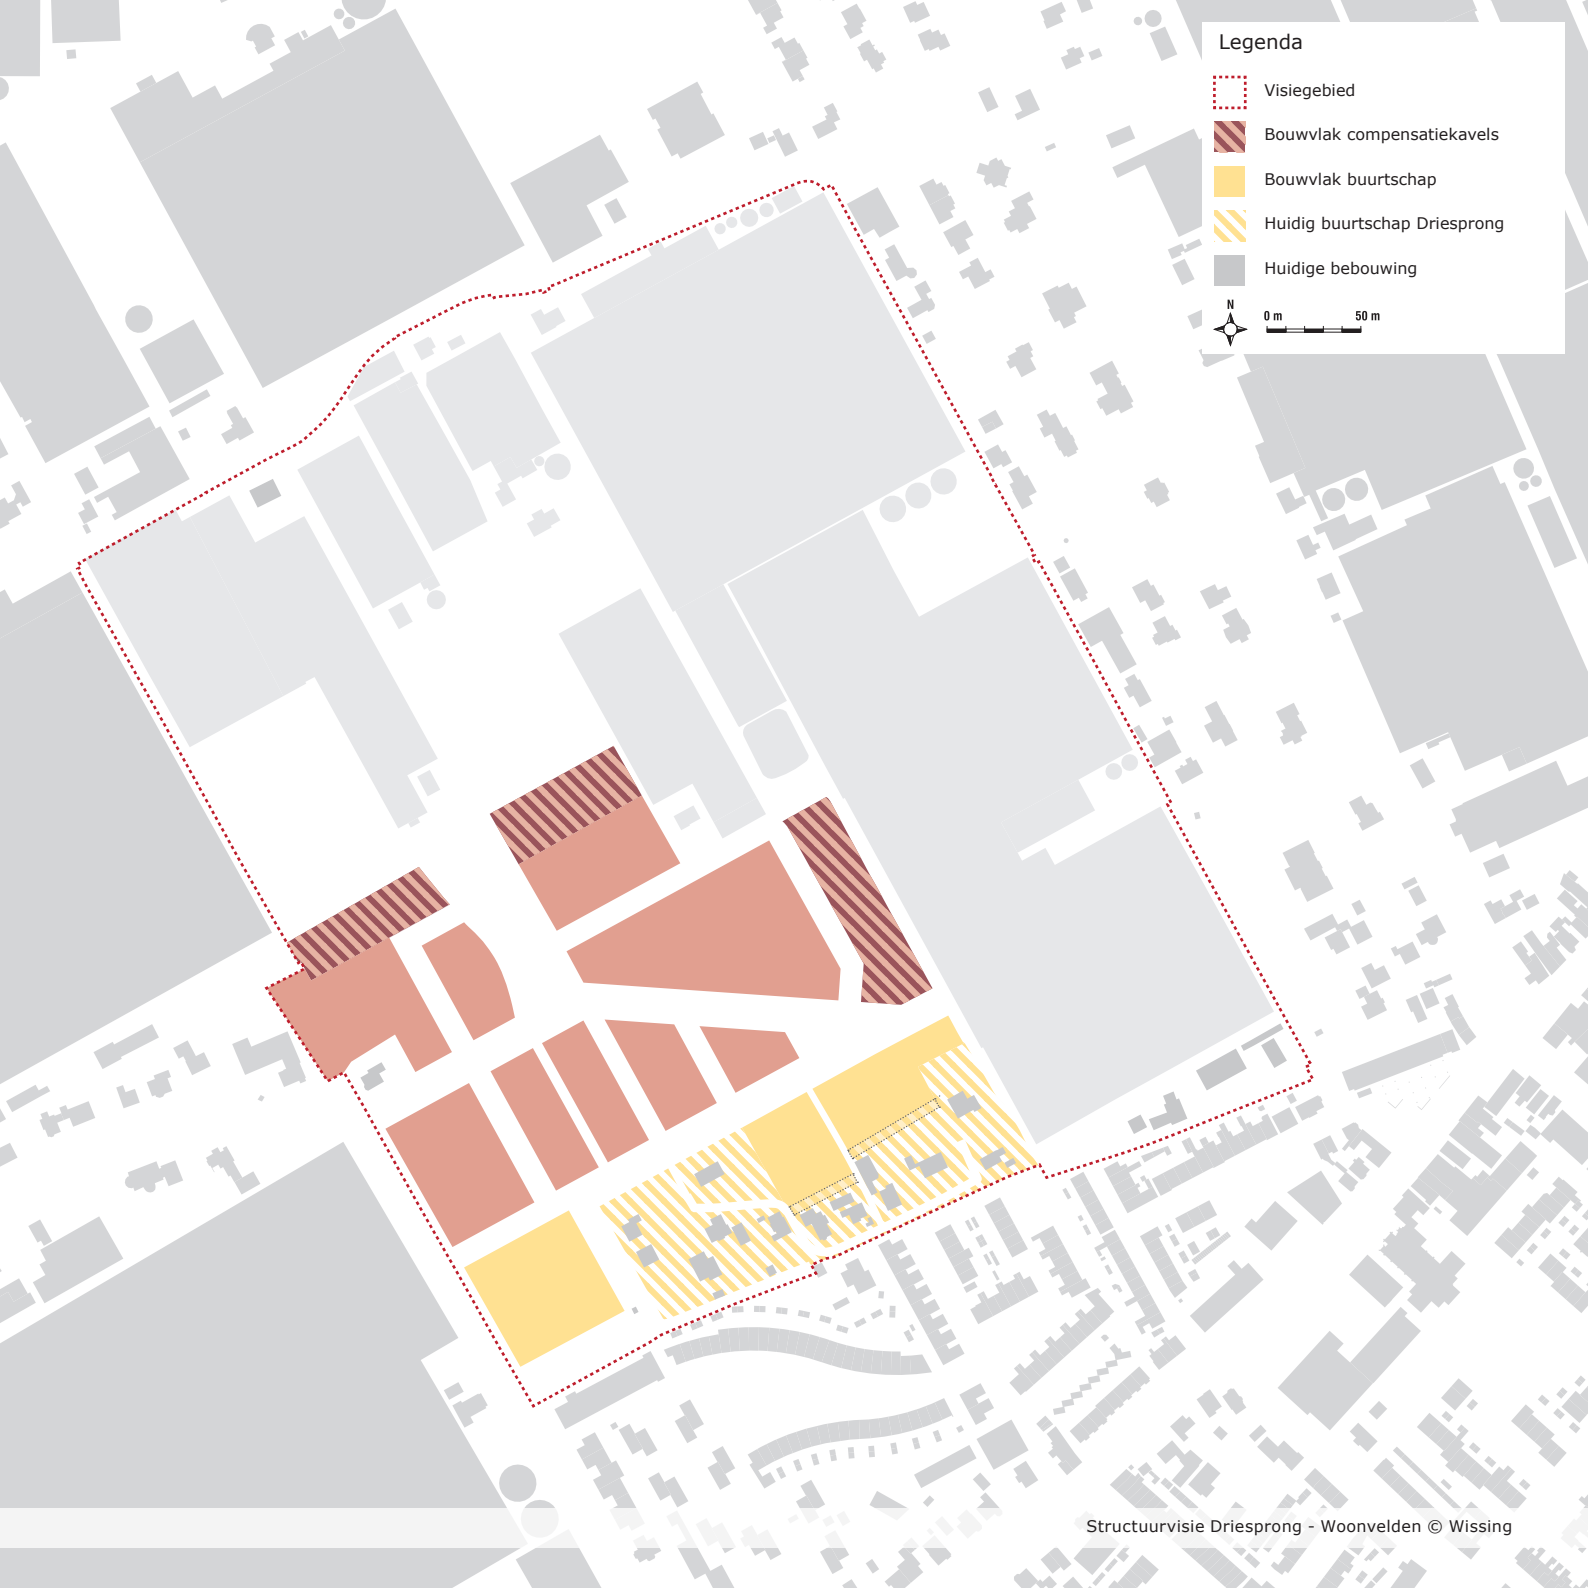 Legenda
Visiegebied
Bouwvlak compensatiekavels
Bouwvlak buurtschap
Huidig buurtschap Driesprong
Huidige bebouwing
N
0 m 50 m
Structuurvisie Driesprong - Woonvelden © Wissing